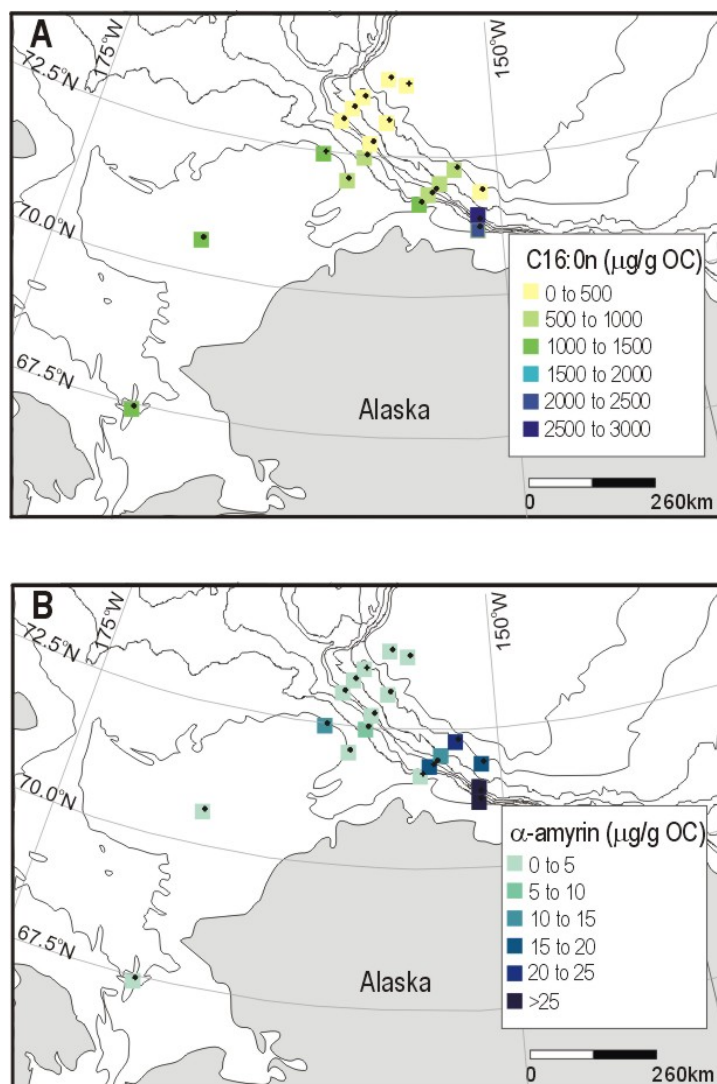 A
175°W
150°W
72.5°N
70.0°N
67.5°N
Alaska
C16:0n (μg/g OC)
0 to 500
500 to 1000
1000 to 1500
1500 to 2000
2000 to 2500
2500 to 3000
0 260km
B
175°W
150°W
72.5°N
70.0°N
67.5°N
Alaska
α-amyrin (μg/g OC)
0 to 5
5 to 10
10 to 15
15 to 20
20 to 25
>25
0 260km